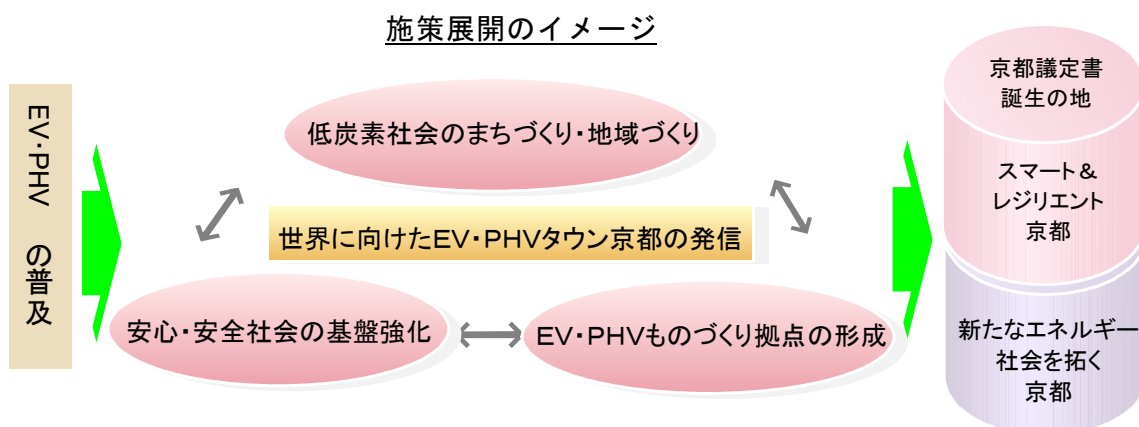 施策展開のイメージ
EV・PHV の普及
低炭素社会のまちづくり・地域づくり
世界に向けたEV・PHVタウン京都の発信
安心・安全社会の基盤強化
EV・PHVものづくり拠点の形成
京都議定書
誕生の地
スマート＆
レジリエント
京都
新たなエネルギー
社会を拓く
京都